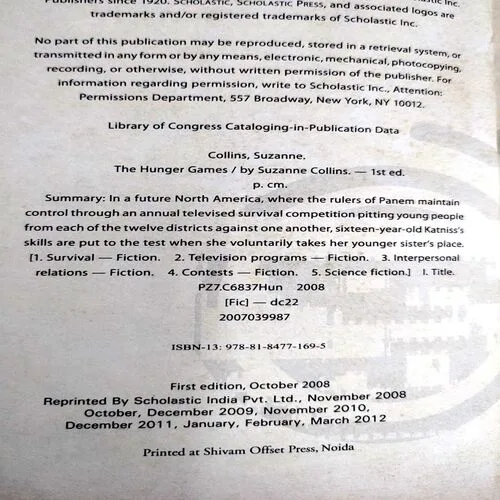 Publishers since 1920. SCHOLASTIC, SCHOLASTIC PRESS, and associated logos are
trademarks and/or registered trademarks of Scholastic Inc.
No part of this publication may be reproduced, stored in a retrieval system, or
transmitted in any form or by any means, electronic, mechanical, photocopying,
recording, or otherwise, without written permission of the publisher. For
information regarding permission, write to Scholastic Inc., Attention:
Permissions Department, 557 Broadway, New York, NY 10012.
Library of Congress Cataloging-in-Publication Data
Collins, Suzanne.
The Hunger Games / by Suzanne Collins. — 1st ed.
p. cm.
Summary: In a future North America, where the rulers of Panem maintain
control through an annual televised survival competition pitting young people
from each of the twelve districts against one another, sixteen-year-old Katniss's
skills are put to the test when she voluntarily takes her younger sister's place.
[1. Survival — Fiction. 2. Television programs — Fiction. 3. Interpersonal
relations — Fiction. 4. Contests — Fiction. 5. Science fiction.] I. Title.
PZ7.C6837Hun 2008
[Fic] — dc22
2007039987
ISBN-13: 978-81-8477-169-5
First edition, October 2008
Reprinted By Scholastic India Pvt. Ltd., November 2008
October, December 2009, November 2010,
December 2011, January, February, March 2012
Printed at Shivam Offset Press, Noida